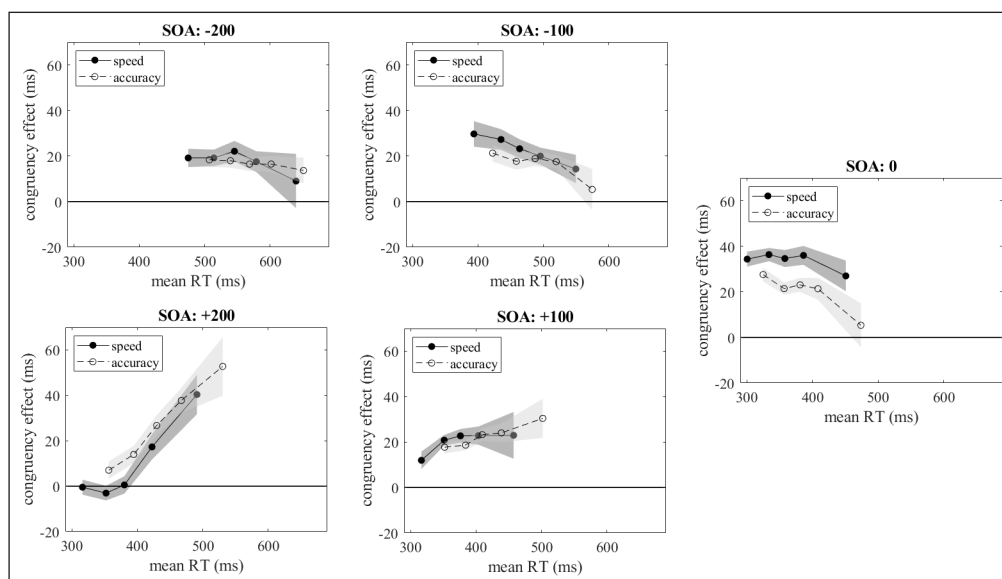 SOA: -200
speed
accuracy
congruency effect (ms)
60
40
20
0
-20
300 400 500 600
mean RT (ms)
SOA: -100
speed
accuracy
congruency effect (ms)
60
40
20
0
-20
300 400 500 600
mean RT (ms)
SOA: 0
speed
accuracy
congruency effect (ms)
60
40
20
0
-20
300 400 500 600
mean RT (ms)
SOA: +200
speed
accuracy
congruency effect (ms)
60
40
20
0
-20
300 400 500 600
mean RT (ms)
SOA: +100
speed
accuracy
congruency effect (ms)
60
40
20
0
-20
300 400 500 600
mean RT (ms)